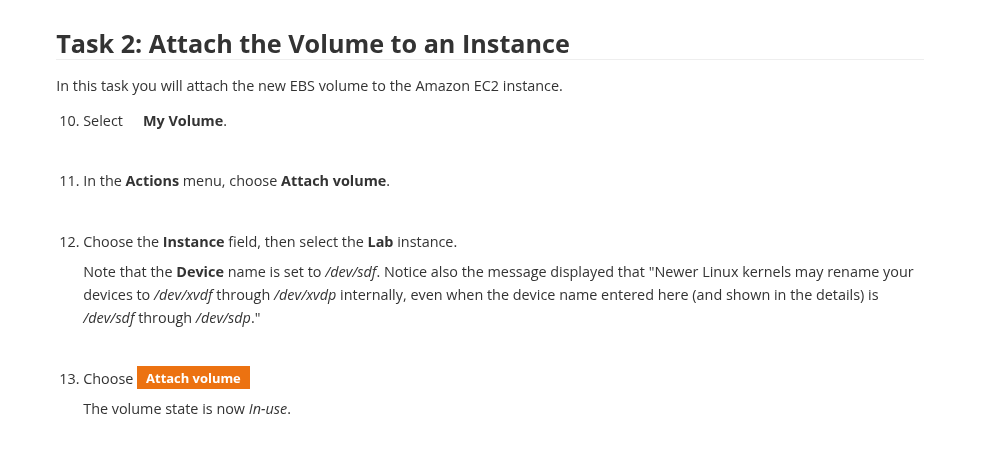 Task 2: Attach the Volume to an Instance
In this task you will attach the new EBS volume to the Amazon EC2 instance.
10. Select My Volume.
11. In the Actions menu, choose Attach volume.
12. Choose the Instance field, then select the Lab instance.
Note that the Device name is set to /dev/sdf. Notice also the message displayed that "Newer Linux kernels may rename your
devices to /dev/xvdf through /dev/xvdp internally, even when the device name entered here (and shown in the details) is
/dev/sdf through /dev/sdp."
13. Choose Attach volume
The volume state is now In-use.